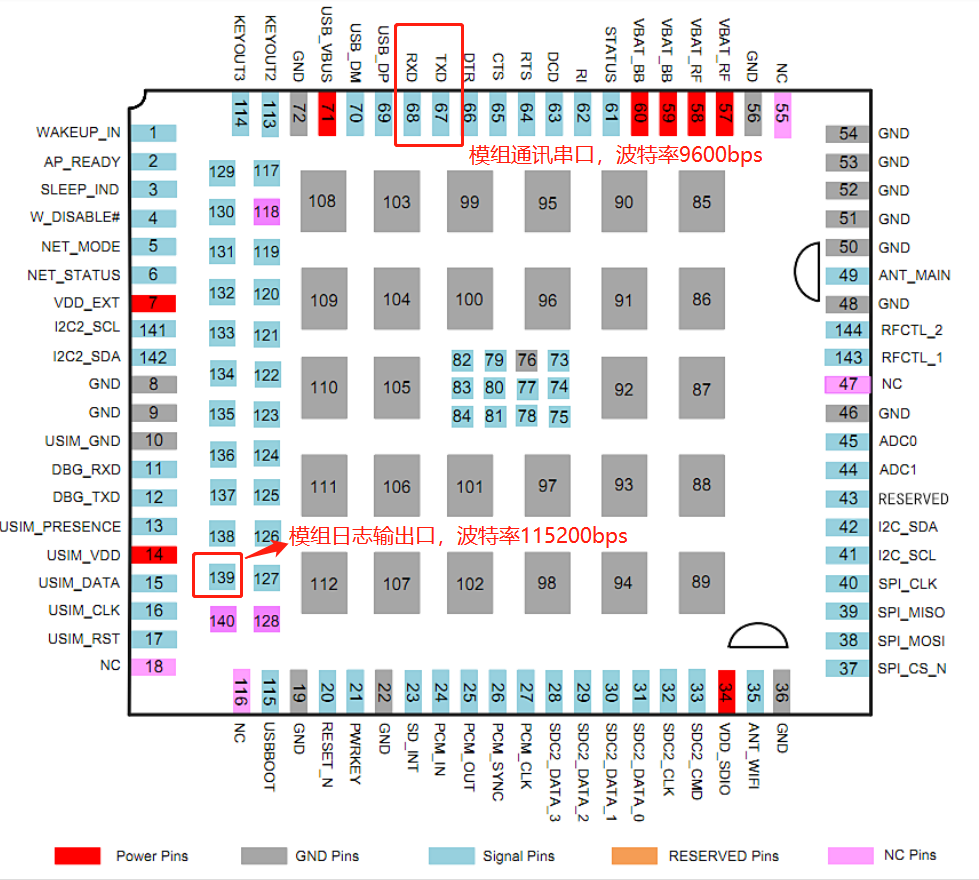 KEYOUT3
KEYOUT2
GND
USB_VBUS
USB_DM
USB_DP
RXD
TXD
DTR
CTS
RTS
DCD
RI
STATUS
VBAT_BB
VBAT_BB
VBAT_RF
VBAT_RF
GND
NC
114 113 72 71 70 69 68 67 66 65 64 63 62 61 60 59 58 57 56 55
模组通讯串口，波特率9600bps
WAKEUP_IN 1
AP_READY 2
SLEEP_IND 3
W_DISABLE# 4
NET_MODE 5
NET_STATUS 6
VDD_EXT 7
I2C2_SCL 141
I2C2_SDA 142
GND 8
GND 9
USIM_GND 10
DBG_RXD 11
DBG_TXD 12
USIM_PRESENCE 13
USIM_VDD 14
USIM_DATA 15
USIM_CLK 16
USIM_RST 17
NC 18
129 117
130 118
131 119
132 120
133 121
134 122
135 123
136 124
137 125
138 126
139 127
140 128
模组日志输出口，波特率115200bps
108 103 99 95 90 85
109 104 100 96 91 86
82 79 76 73
83 80 77 74
84 81 78 75
110 105 92 87
111 106 101 97 93 88
112 107 102 98 94 89
54 GND
53 GND
52 GND
51 GND
50 GND
49 ANT_MAIN
48 GND
144 RFCTL_2
143 RFCTL_1
47 NC
46 GND
45 ADC0
44 ADC1
43 RESERVED
42 I2C_SDA
41 I2C_SCL
40 SPI_CLK
39 SPI_MISO
38 SPI_MOSI
37 SPI_CS_N
116 115 19 20 21 22 23 24 25 26 27 28 29 30 31 32 33 34 35 36
NC
USBBOOT
GND
RESET_N
PWRKEY
GND
SD_INT
PCM_IN
PCM_OUT
PCM_SYNC
PCM_CLK
SDC2_DATA_3
SDC2_DATA_2
SDC2_DATA_1
SDC2_DATA_0
SDC2_CLK
SDC2_CMD
VDD_SDIO
ANT_WIFI
GND
Power Pins
GND Pins
Signal Pins
RESERVED Pins
NC Pins